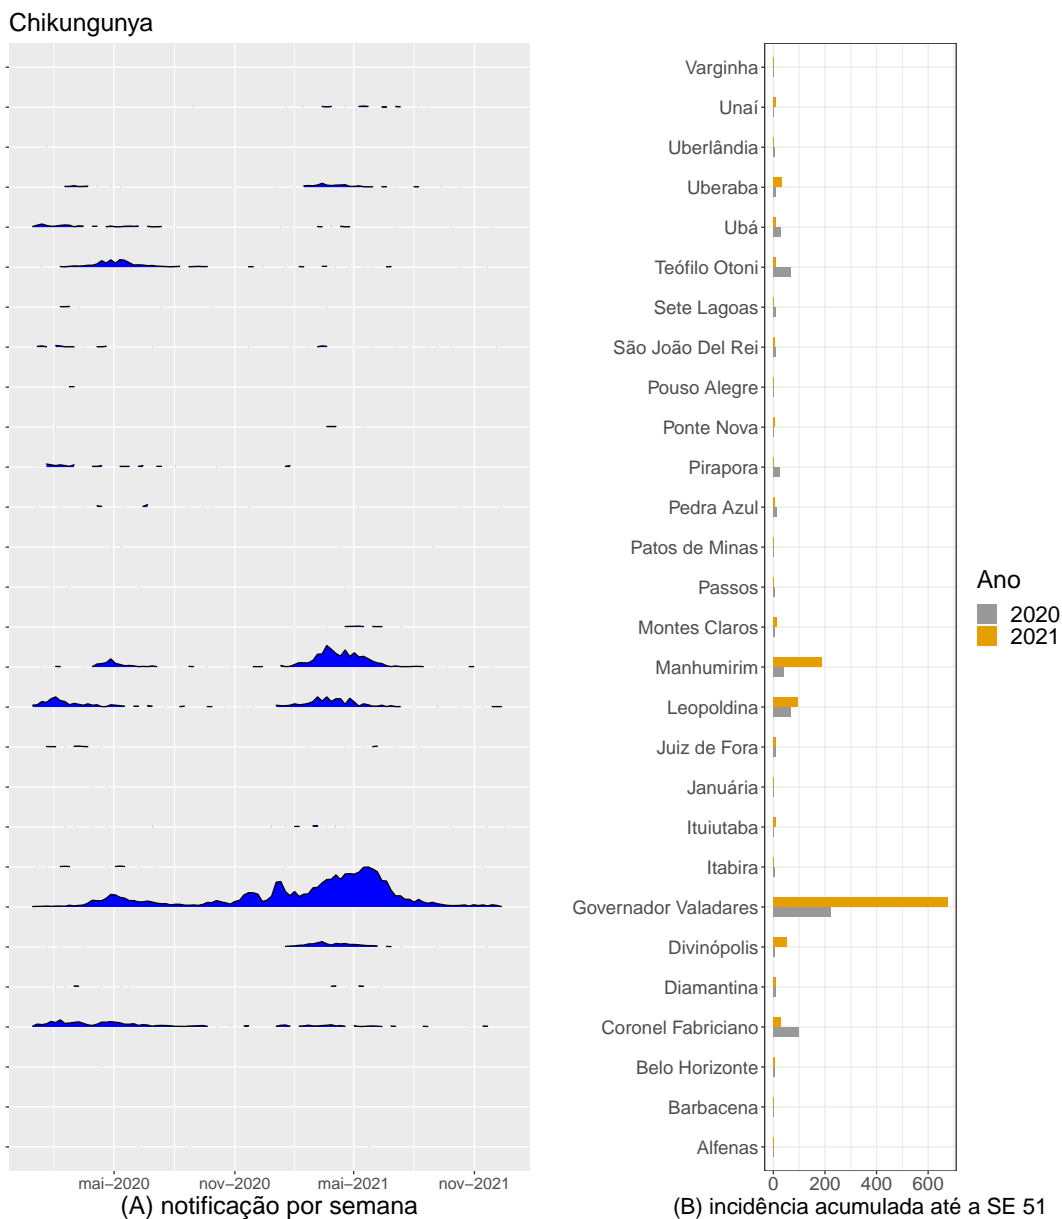 Chikungunya
Varginha
Unaí
Uberlândia
Uberaba
Ubá
Teófilo Otoni
Sete Lagoas
São João Del Rei
Pouso Alegre
Ponte Nova
Pirapora
Pedra Azul
Patos de Minas
Passos
Montes Claros
Manhumirim
Leopoldina
Juiz de Fora
Januária
Ituiutaba
Itabira
Governador Valadares
Divinópolis
Diamantina
Coronel Fabriciano
Belo Horizonte
Barbacena
Alfenas
Ano
2020
2021
mai−2020 nov−2020 mai−2021 nov−2021
(A) notificação por semana
0 200 400 600
(B) incidência acumulada até a SE 51